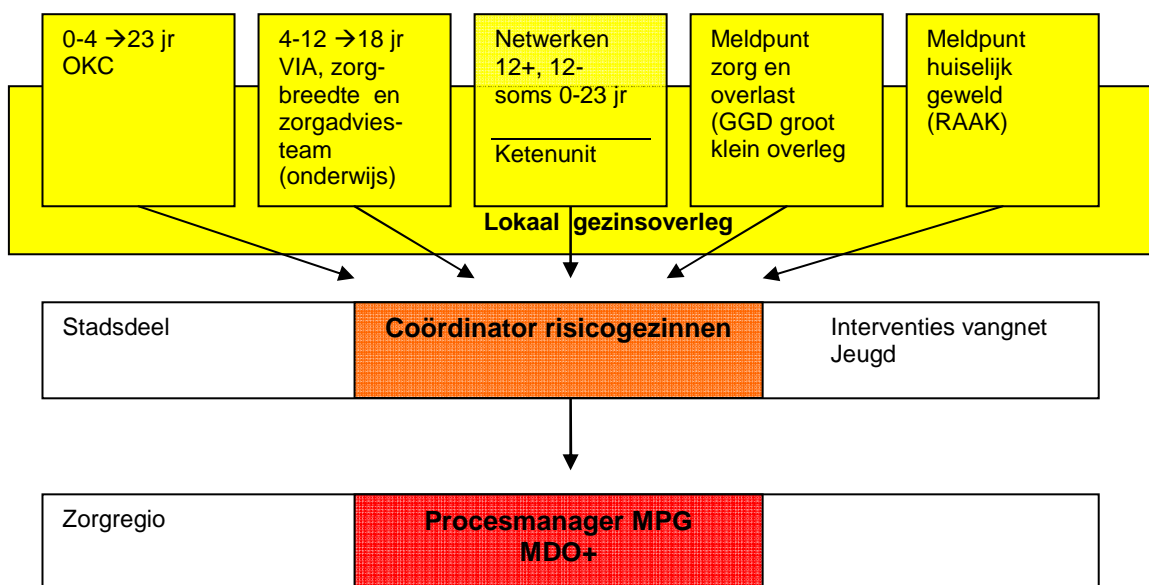 0-4 →23 jr
OKC
4-12 →18 jr
VIA, zorg-
breedte en
zorgadvies-
team
(onderwijs)
Netwerken
12+, 12-
soms 0-23 jr
Ketenunit
Meldpunt
zorg en
overlast
(GGD groot
klein overleg
Meldpunt
huiselijk
geweld
(RAAK)
Lokaal gezinsoverleg
Stadsdeel
Coördinator risicogezinnen
Interventies vangnet
Jeugd
Zorgregio
Procesmanager MPG
MDO+